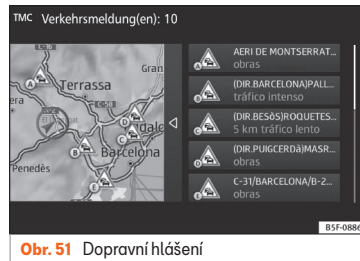 TMC Verkehrsmeldung(en): 10
Terrassa
Gran
C-58
Barcelona
Penedès
A
B
C
D
E
A AERI DE MONTSERRAT...
obras
B (DIR.BARCELONA)PALL...
tráfico intenso
C (DIR.BESòS)ROQUETES...
5 km tráfico lento
D (DIR.PUIGCERDà)MASR...
obras
E C-31/BARCELONA/B-2...
obras
B5F-0886
Obr. 51 Dopravní hlášení